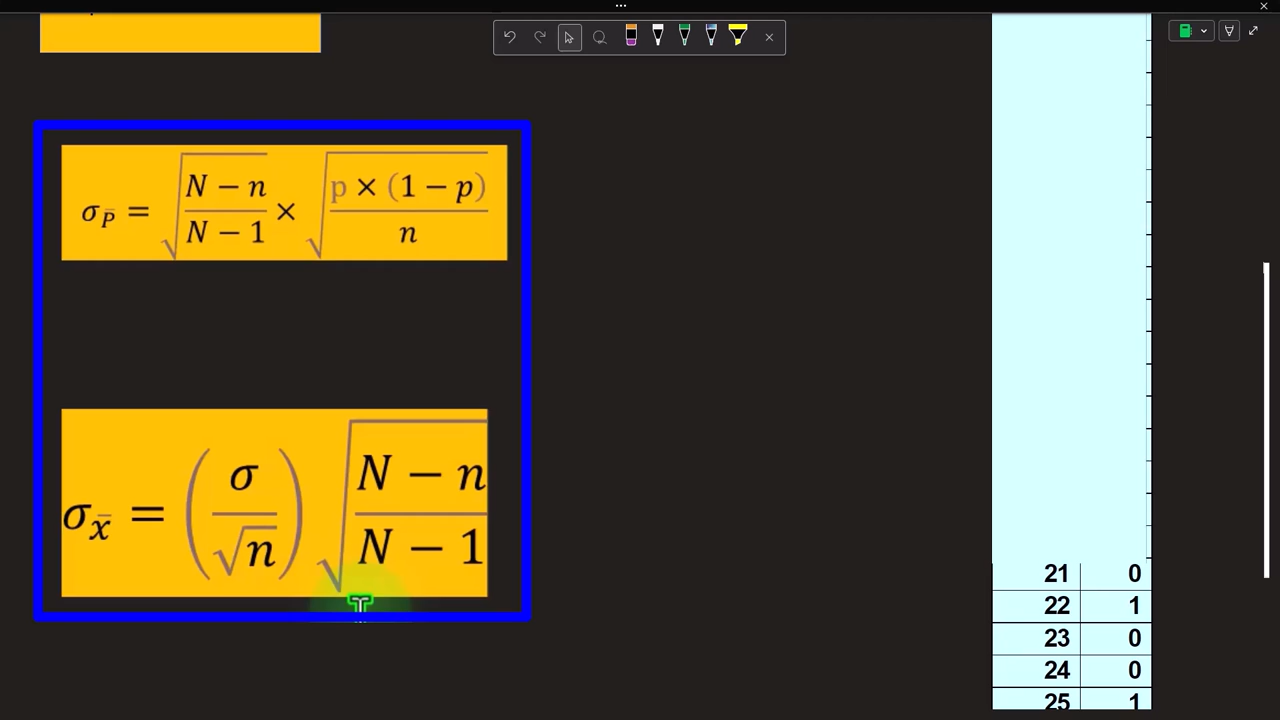 σ_P̄ = √((N − n)/(N − 1)) × √((p × (1 − p))/n)
σ_x̄ = (σ/√n) √((N − n)/(N − 1))
21 0
22 1
23 0
24 0
25 1